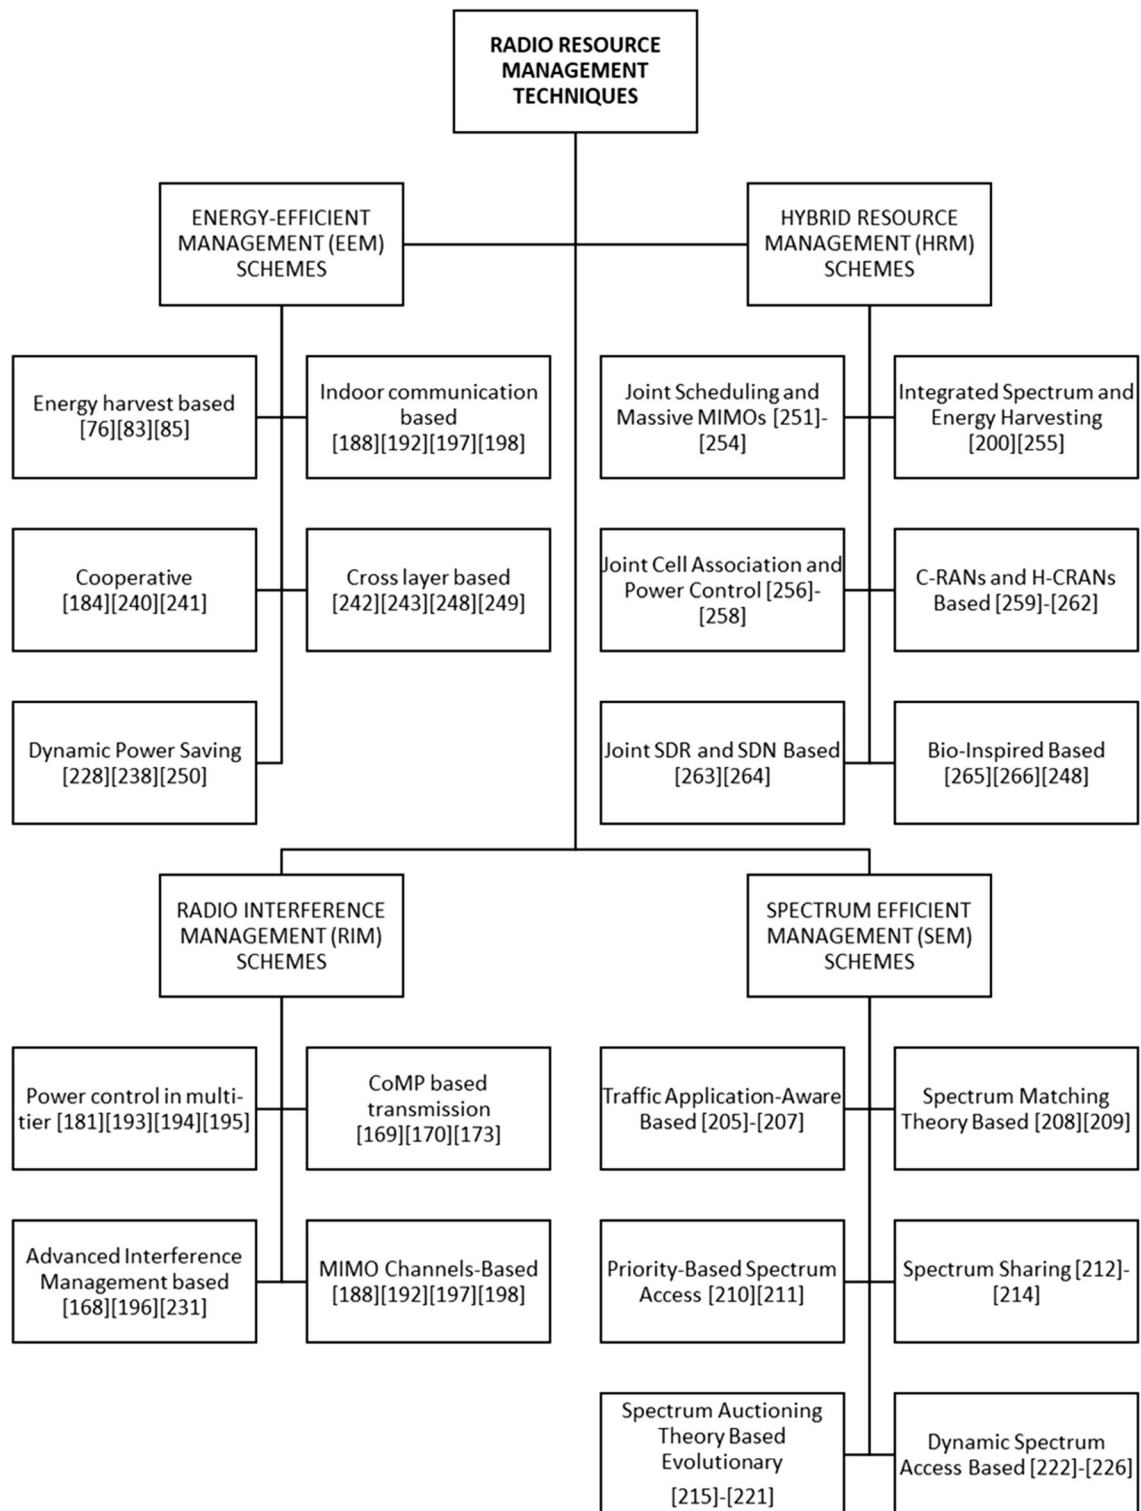 RADIO RESOURCE
MANAGEMENT
TECHNIQUES
ENERGY-EFFICIENT
MANAGEMENT (EEM)
SCHEMES
HYBRID RESOURCE
MANAGEMENT (HRM)
SCHEMES
Energy harvest based
[76][83][85]
Indoor communication
based
[188][192][197][198]
Joint Scheduling and
Massive MIMOs [251]-
[254]
Integrated Spectrum and
Energy Harvesting
[200][255]
Cooperative
[184][240][241]
Cross layer based
[242][243][248][249]
Joint Cell Association and
Power Control [256]-
[258]
C-RANs and H-CRANs
Based [259]-[262]
Dynamic Power Saving
[228][238][250]
Joint SDR and SDN Based
[263][264]
Bio-Inspired Based
[265][266][248]
RADIO INTERFERENCE
MANAGEMENT (RIM)
SCHEMES
SPECTRUM EFFICIENT
MANAGEMENT (SEM)
SCHEMES
Power control in multi-
tier [181][193][194][195]
CoMP based
transmission
[169][170][173]
Traffic Application-Aware
Based [205]-[207]
Spectrum Matching
Theory Based [208][209]
Advanced Interference
Management based
[168][196][231]
MIMO Channels-Based
[188][192][197][198]
Priority-Based Spectrum
Access [210][211]
Spectrum Sharing [212]-
[214]
Spectrum Auctioning
Theory Based
Evolutionary
[215]-[221]
Dynamic Spectrum
Access Based [222]-[226]